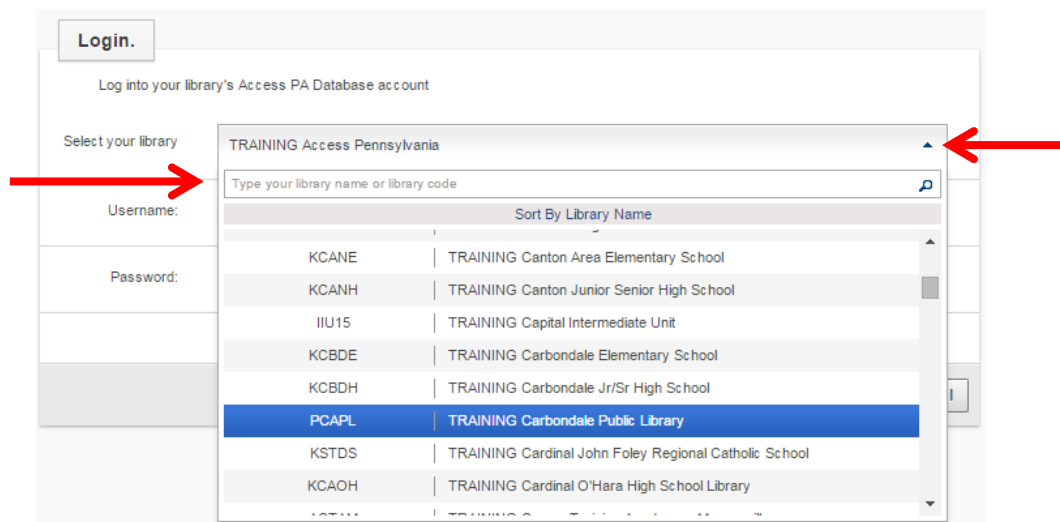 Login.
Log into your library's Access PA Database account
Select your library
TRAINING Access Pennsylvania
Type your library name or library code
Username:
Sort By Library Name
KCANE TRAINING Canton Area Elementary School
Password:
KCANH TRAINING Canton Junior Senior High School
IIU15 TRAINING Capital Intermediate Unit
KCBDE TRAINING Carbondale Elementary School
KCBDH TRAINING Carbondale Jr/Sr High School
PCAPL TRAINING Carbondale Public Library
KSTDS TRAINING Cardinal John Foley Regional Catholic School
KCAOH TRAINING Cardinal O'Hara High School Library